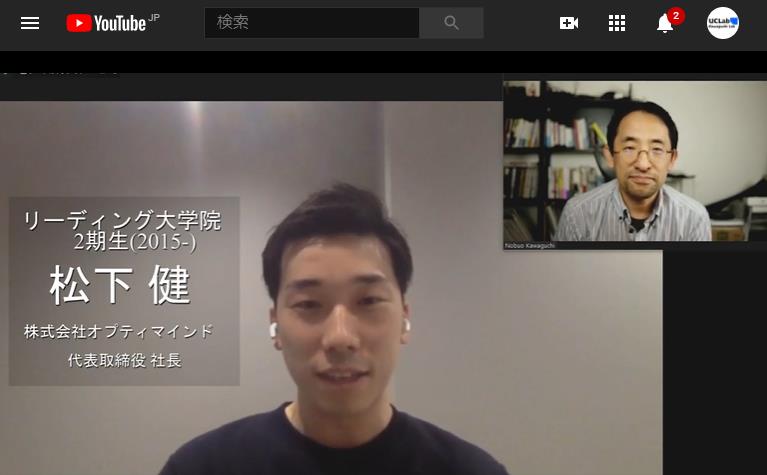 YouTube JP
検索
2
UCLab
リーディング大学院
2期生(2015-)
松下 健
株式会社オプティマインド
代表取締役 社長
Nobuo Kawaguchi